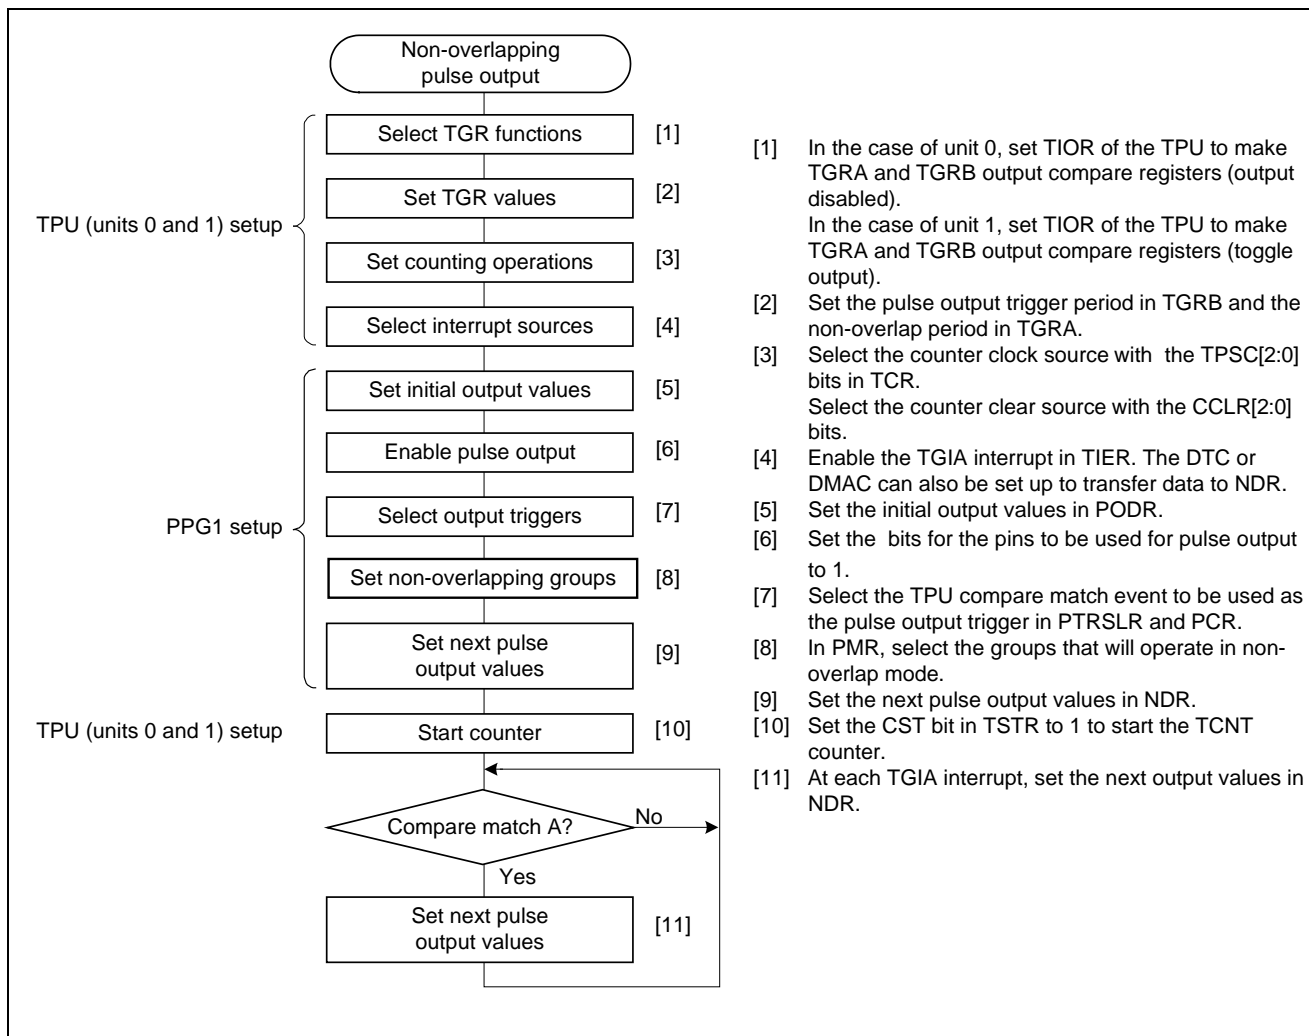 Non-overlapping
pulse output
Select TGR functions [1]
Set TGR values [2]
TPU (units 0 and 1) setup
Set counting operations [3]
Select interrupt sources [4]
Set initial output values [5]
Enable pulse output [6]
PPG1 setup
Select output triggers [7]
Set non-overlapping groups [8]
Set next pulse
output values
[9]
TPU (units 0 and 1) setup
Start counter [10]
Compare match A?
No
Yes
Set next pulse
output values
[11]
[1] In the case of unit 0, set TIOR of the TPU to make
TGRA and TGRB output compare registers (output
disabled).
In the case of unit 1, set TIOR of the TPU to make
TGRA and TGRB output compare registers (toggle
output).
[2] Set the pulse output trigger period in TGRB and the
non-overlap period in TGRA.
[3] Select the counter clock source with the TPSC[2:0]
bits in TCR.
Select the counter clear source with the CCLR[2:0]
bits.
[4] Enable the TGIA interrupt in TIER. The DTC or
DMAC can also be set up to transfer data to NDR.
[5] Set the initial output values in PODR.
[6] Set the bits for the pins to be used for pulse output
to 1.
[7] Select the TPU compare match event to be used as
the pulse output trigger in PTRSLR and PCR.
[8] In PMR, select the groups that will operate in non-
overlap mode.
[9] Set the next pulse output values in NDR.
[10] Set the CST bit in TSTR to 1 to start the TCNT
counter.
[11] At each TGIA interrupt, set the next output values in
NDR.